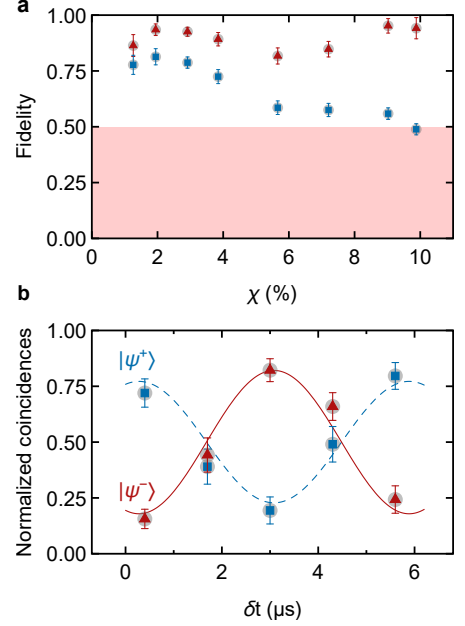 a
1.00
0.75
0.50
0.25
0.00
Fidelity
0 2 4 6 8 10
χ (%)
b
1.00
0.75
0.50
0.25
0.00
Normalized coincidences
|ψ⁺⟩
|ψ⁻⟩
0 2 4 6 8
δt (μs)